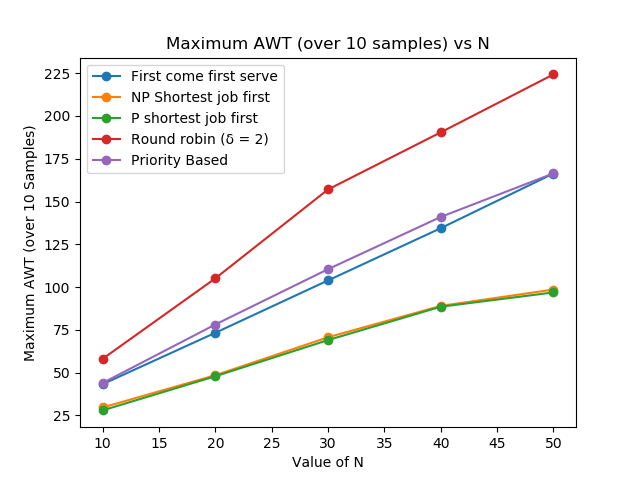 Maximum AWT (over 10 samples) vs N
First come first serve
NP Shortest job first
P shortest job first
Round robin (δ = 2)
Priority Based
Maximum AWT (over 10 Samples)
225
200
175
150
125
100
75
50
25
10 15 20 25 30 35 40 45 50
Value of N